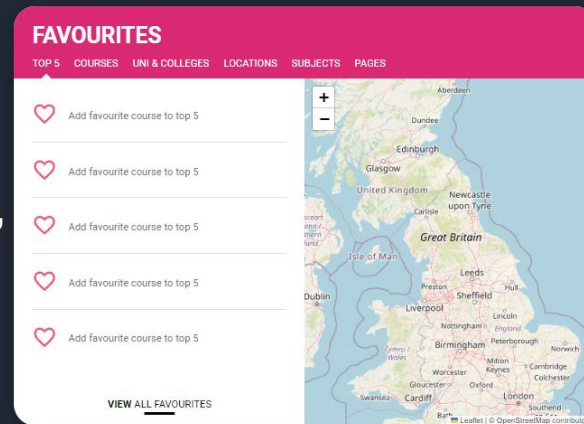 FAVOURITES
TOP 5 COURSES UNI & COLLEGES LOCATIONS SUBJECTS PAGES
Add favourite course to top 5
Add favourite course to top 5
Add favourite course to top 5
Add favourite course to top 5
Add favourite course to top 5
VIEW ALL FAVOURITES
+
−
Aberdeen
Dundee
Edinburgh
Glasgow
United Kingdom
Newcastle
upon Tyne
Carlisle
Great Britain
Isle of Man
Leeds
Preston
Hull
Dublin
Sheffield
Liverpool
Lincoln
Nottingham
England
Peterborough
Birmingham
Norwich
Cymru /
Wales
Milton
Keynes
Cambridge
Worcester
Colchester
Gloucester
Oxford
Swansea
Cardiff
London
Southend-
Bath
Leaflet | © OpenStreetMap